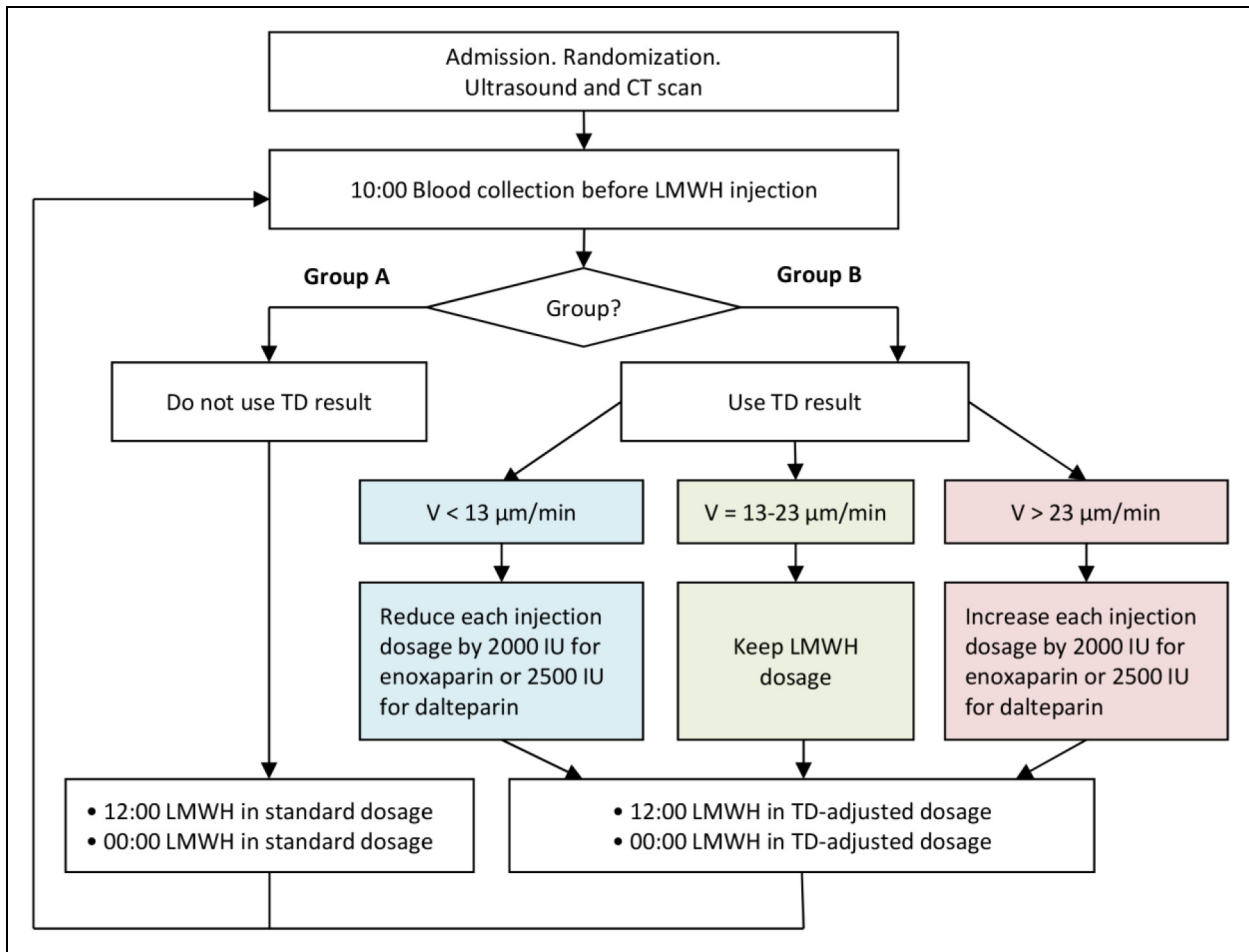 Admission. Randomization.
Ultrasound and CT scan
10:00 Blood collection before LMWH injection
Group A
Group B
Group?
Do not use TD result
Use TD result
V < 13 µm/min
V = 13-23 µm/min
V > 23 µm/min
Reduce each injection
dosage by 2000 IU for
enoxaparin or 2500 IU
for dalteparin
Keep LMWH
dosage
Increase each injection
dosage by 2000 IU for
enoxaparin or 2500 IU
for dalteparin
• 12:00 LMWH in standard dosage
• 00:00 LMWH in standard dosage
• 12:00 LMWH in TD-adjusted dosage
• 00:00 LMWH in TD-adjusted dosage